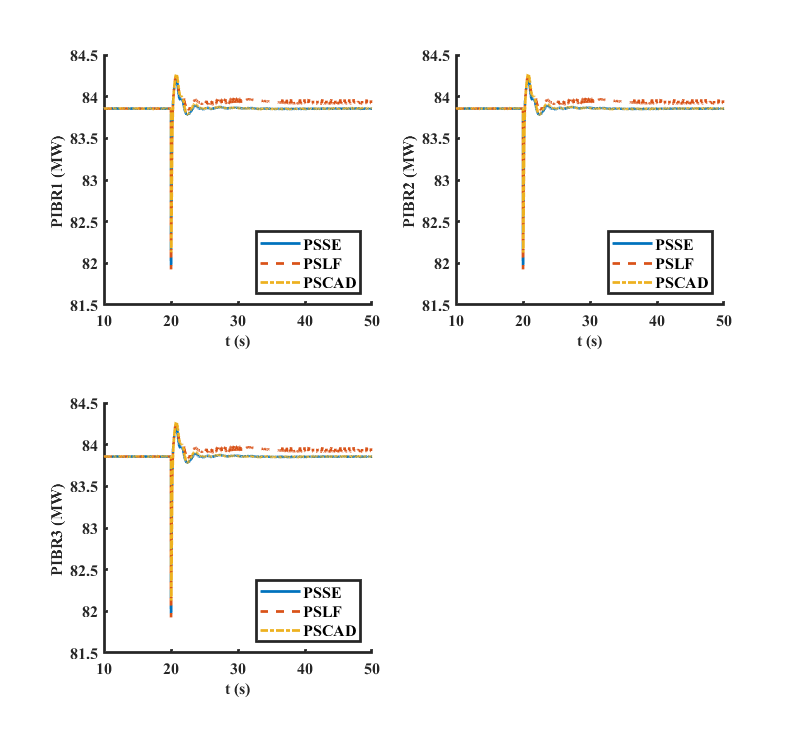 84.5
84
83.5
83
82.5
82
81.5
PIBR1 (MW)
10 20 30 40 50
t (s)
PSSE
PSLF
PSCAD
84.5
84
83.5
83
82.5
82
81.5
PIBR2 (MW)
10 20 30 40 50
t (s)
PSSE
PSLF
PSCAD
84.5
84
83.5
83
82.5
82
81.5
PIBR3 (MW)
10 20 30 40 50
t (s)
PSSE
PSLF
PSCAD